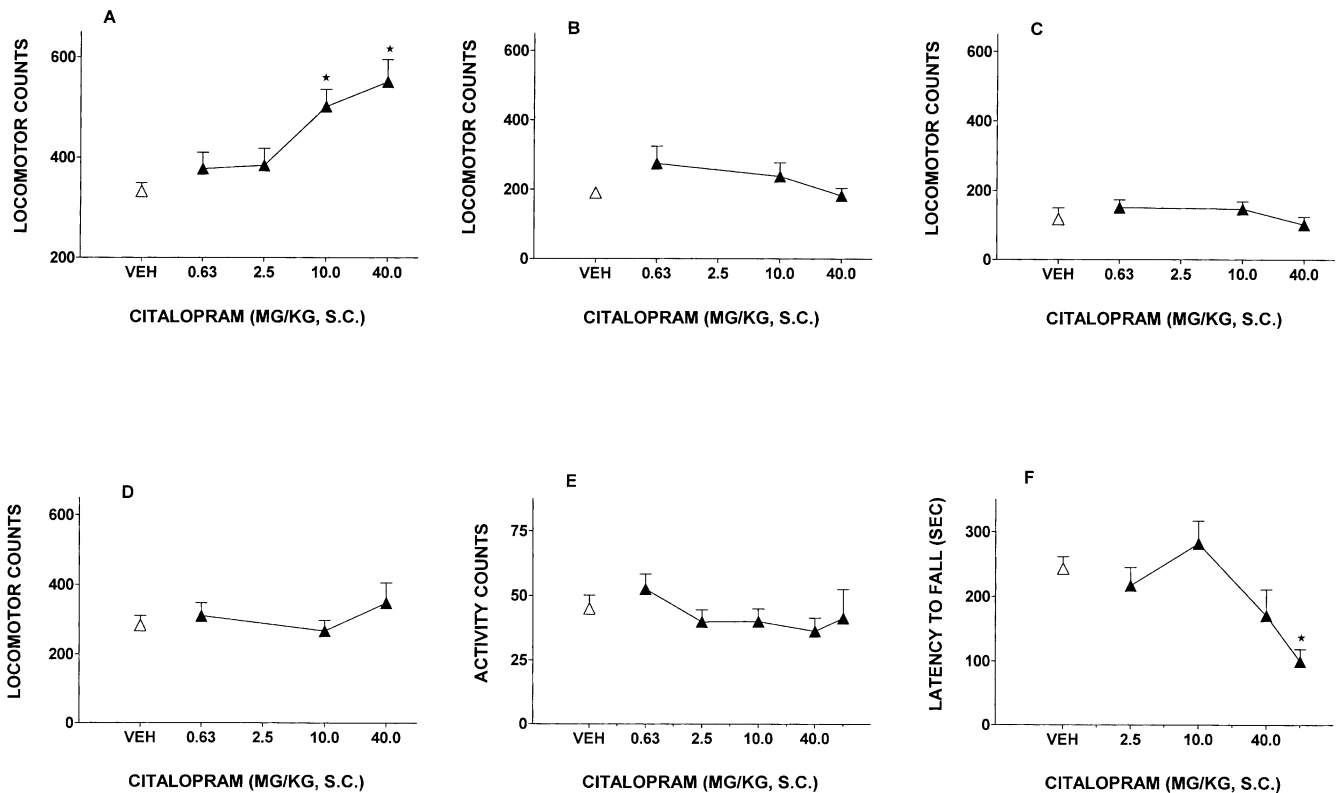 A
LOCOMOTOR COUNTS
600
400
200
VEH 0.63 2.5 10.0 40.0
CITALOPRAM (MG/KG, S.C.)
B
LOCOMOTOR COUNTS
600
400
200
0
VEH 0.63 2.5 10.0 40.0
CITALOPRAM (MG/KG, S.C.)
C
LOCOMOTOR COUNTS
600
400
200
0
VEH 0.63 2.5 10.0 40.0
CITALOPRAM (MG/KG, S.C.)
D
LOCOMOTOR COUNTS
600
400
200
0
VEH 0.63 2.5 10.0 40.0
CITALOPRAM (MG/KG, S.C.)
E
ACTIVITY COUNTS
75
50
25
0
VEH 0.63 2.5 10.0 40.0
CITALOPRAM (MG/KG, S.C.)
F
LATENCY TO FALL (SEC)
300
200
100
0
VEH 2.5 10.0 40.0
CITALOPRAM (MG/KG, S.C.)